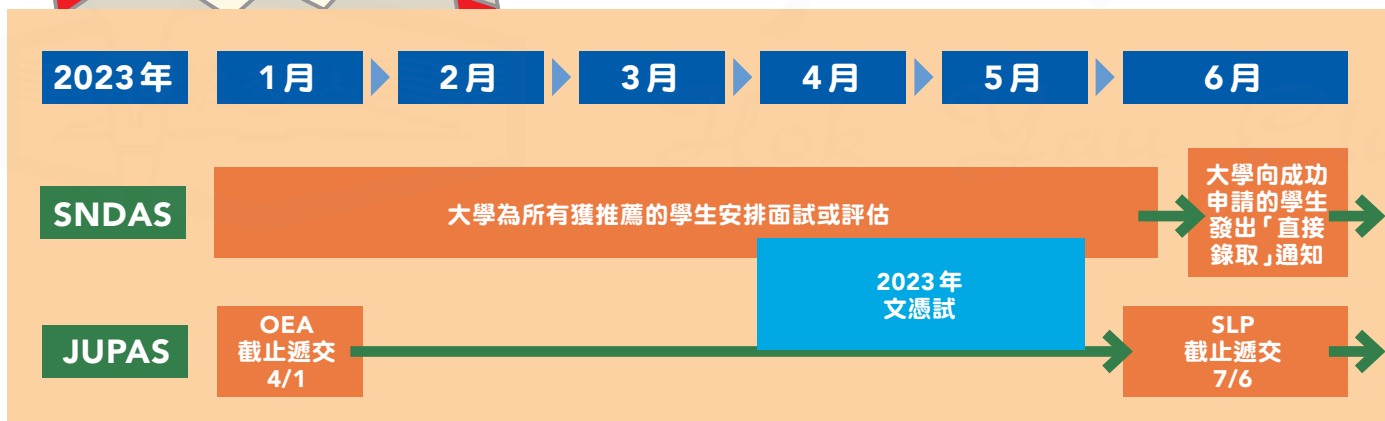 2023年
1月
2月
3月
4月
5月
6月
SNDAS
大學為所有獲推薦的學生安排面試或評估
大學向成功
申請的學生
發出「直接
錄取」通知
2023年
文憑試
JUPAS
OEA
截止遞交
4/1
SLP
截止遞交
7/6
Hok Yau Clu